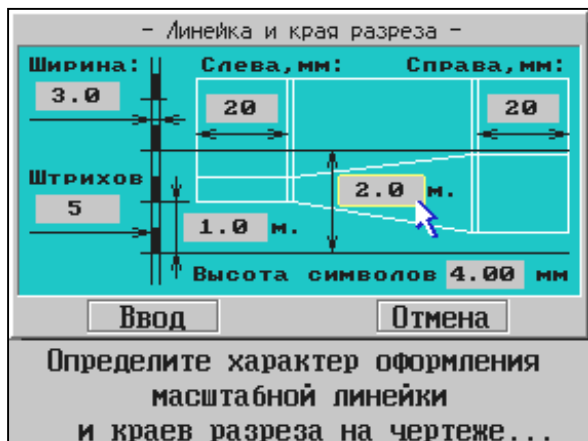 – Линейка и края разреза –
Ширина: Слева,мм: Справа,мм:
3.0 20 20
Штрихов 2.0 м.
5 1.0 м.
Высота символов 4.00 мм
Ввод Отмена
Определите характер оформления
масштабной линейки
и краев разреза на чертеже...